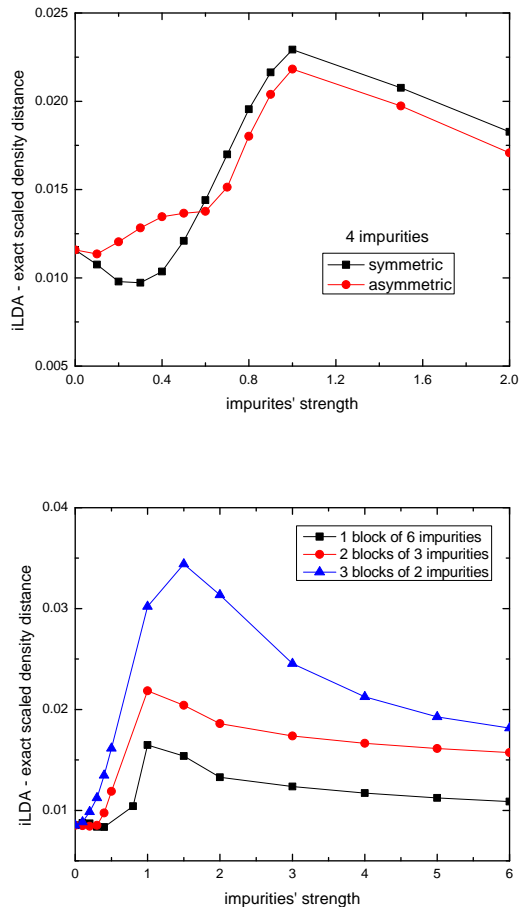 0.020
0.015
0.010
0.005
iLDA - exact scaled density distance
4 impurities
symmetric
asymmetric
0.0 0.4 0.8 1.2 1.6 2.0
impurites' strength
0.04
0.03
0.02
0.01
iLDA - exact scaled density distance
1 block of 6 impurities
2 blocks of 3 impurities
3 blocks of 2 impurities
0 1 2 3 4 5 6
impurities' strength